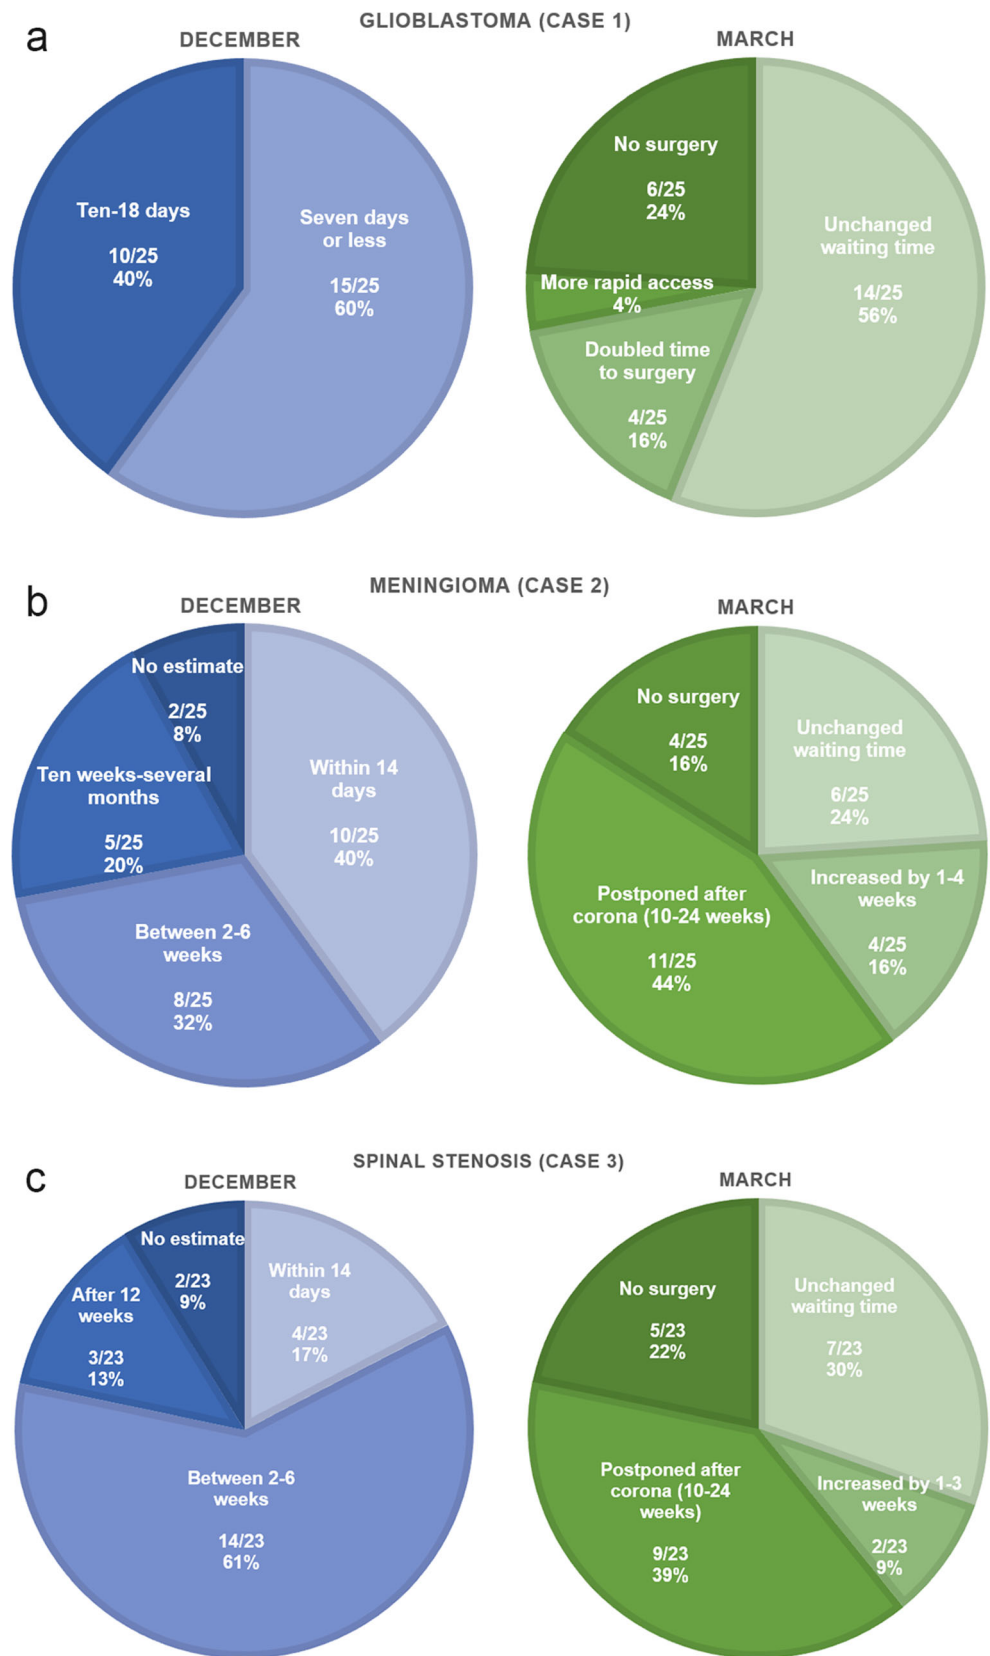 a
GLIOBLASTOMA (CASE 1)
DECEMBER
MARCH
Ten-18 days
10/25
40%
Seven days
or less
15/25
60%
No surgery
6/25
24%
More rapid access
4%
Doubled time
to surgery
4/25
16%
Unchanged
waiting time
14/25
56%
b
MENINGIOMA (CASE 2)
DECEMBER
MARCH
No estimate
2/25
8%
Ten weeks-several
months
5/25
20%
Between 2-6
weeks
8/25
32%
Within 14
days
10/25
40%
No surgery
4/25
16%
Unchanged
waiting time
6/25
24%
Increased by 1-4
weeks
4/25
16%
Postponed after
corona (10-24 weeks)
11/25
44%
c
SPINAL STENOSIS (CASE 3)
DECEMBER
MARCH
No estimate
2/23
9%
After 12
weeks
3/23
13%
Within 14
days
4/23
17%
Between 2-6
weeks
14/23
61%
No surgery
5/23
22%
Unchanged
waiting time
7/23
30%
Postponed after
corona (10-24
weeks)
9/23
39%
Increased by 1-3
weeks
2/23
9%